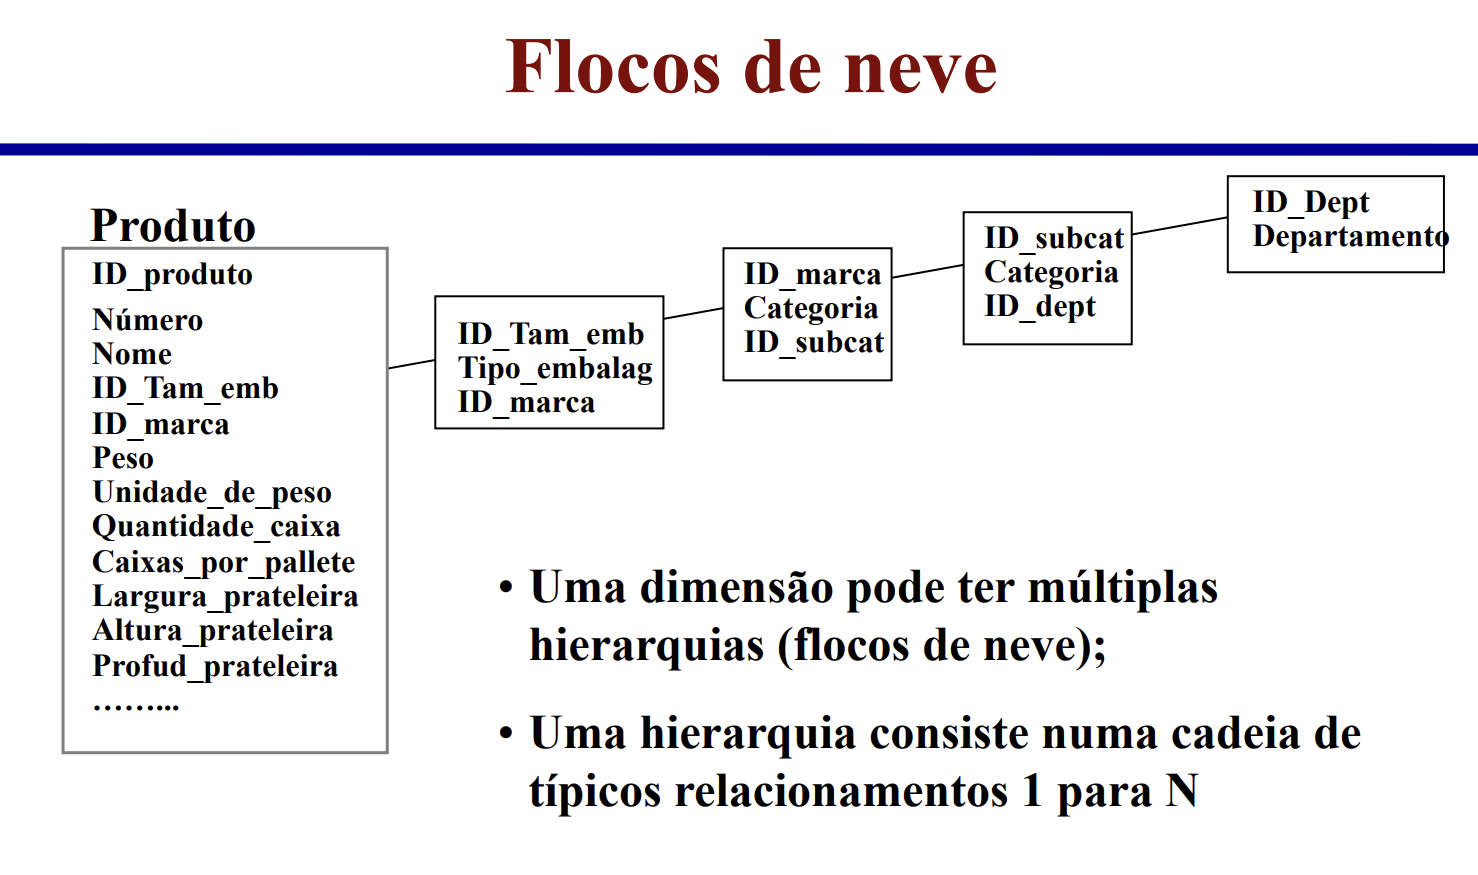 Flocos de neve
Produto
ID_produto
Número
Nome
ID_Tam_emb
ID_marca
Peso
Unidade_de_peso
Quantidade_caixa
Caixas_por_pallete
Largura_prateleira
Altura_prateleira
Profud_prateleira
……...
ID_Tam_emb
Tipo_embalag
ID_marca
ID_marca
Categoria
ID_subcat
ID_subcat
Categoria
ID_dept
ID_Dept
Departamento
• Uma dimensão pode ter múltiplas
hierarquias (flocos de neve);
• Uma hierarquia consiste numa cadeia de
típicos relacionamentos 1 para N